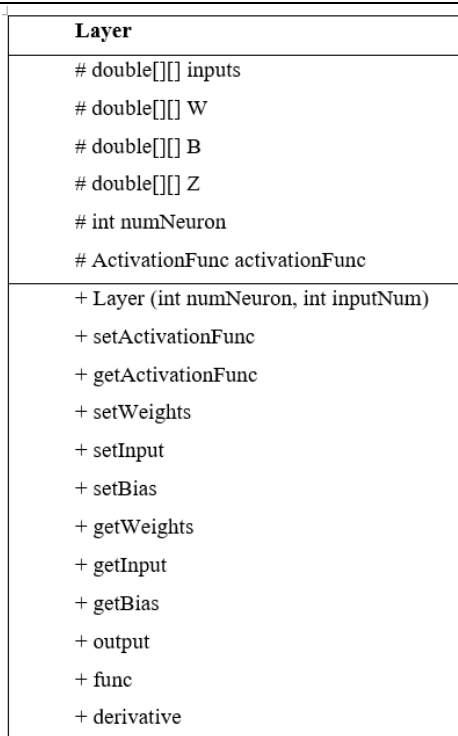 Layer
# double[][] inputs
# double[][] W
# double[][] B
# double[][] Z
# int numNeuron
# ActivationFunc activationFunc
+ Layer (int numNeuron, int inputNum)
+ setActivationFunc
+ getActivationFunc
+ setWeights
+ setInput
+ setBias
+ getWeights
+ getInput
+ getBias
+ output
+ func
+ derivative